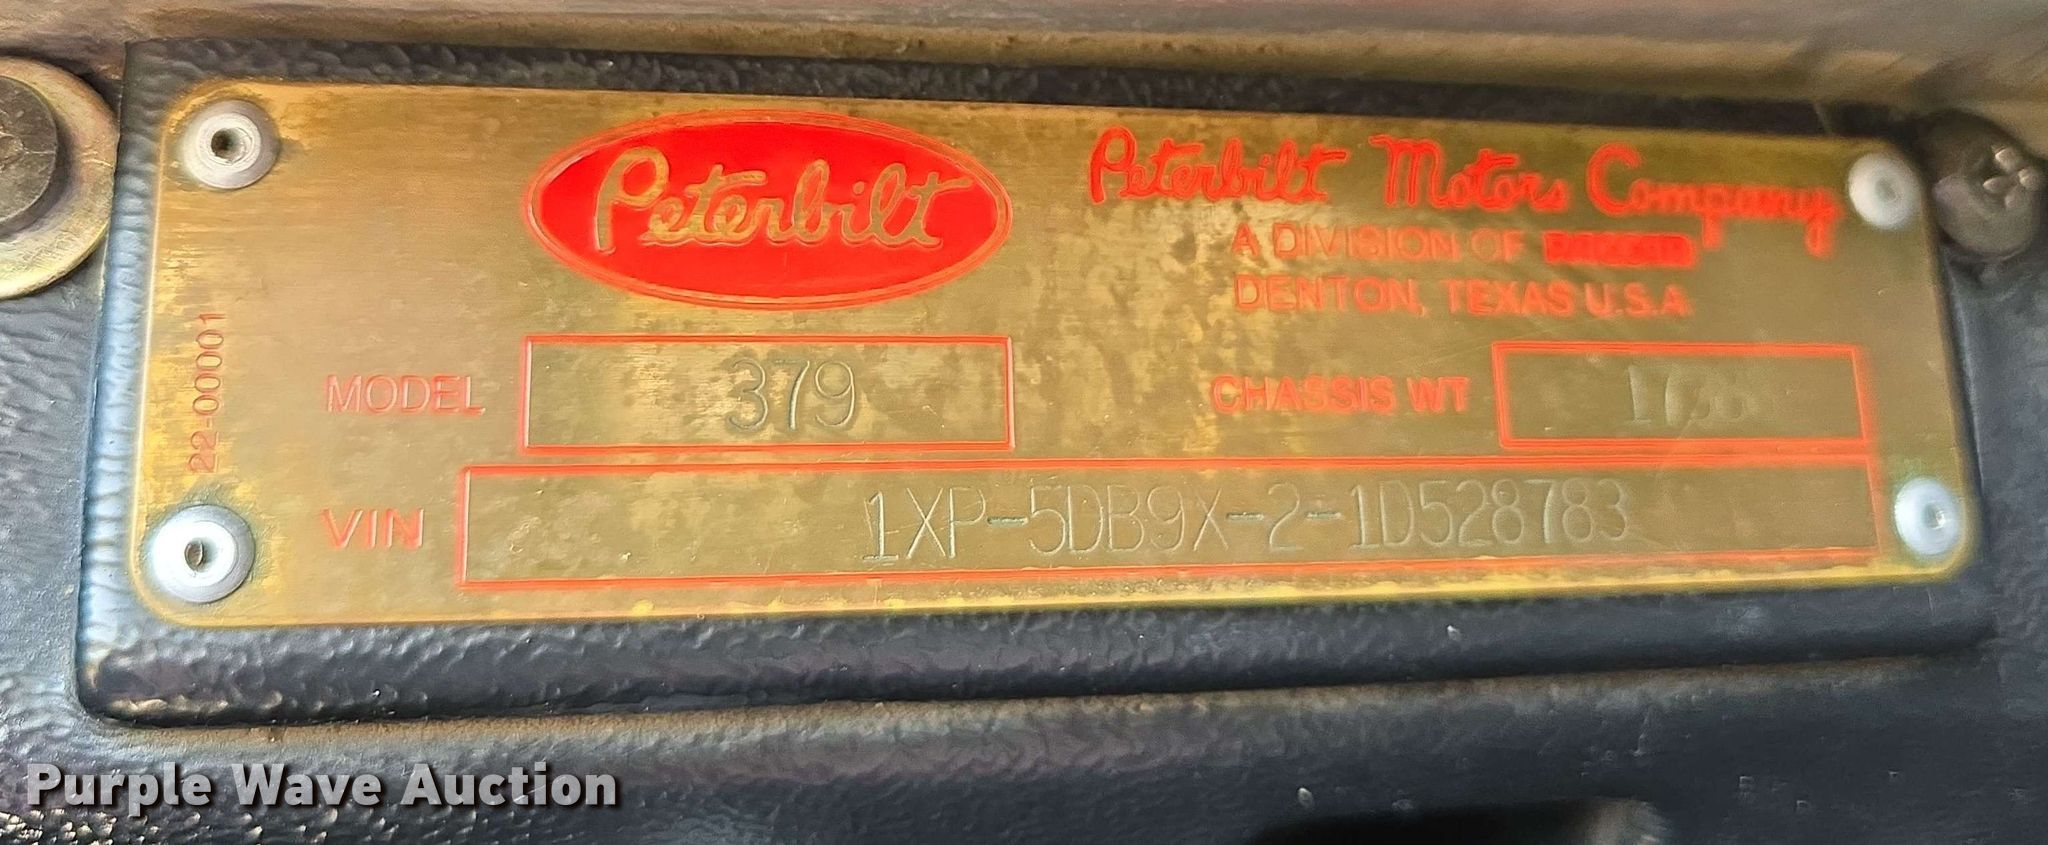 Peterbilt
Peterbilt Motors Company
A DIVISION OF
DENTON, TEXAS U.S.A.
22-00001
MODEL 379
CHASSIS WT
VIN 1XP-5DB9X-2-1D528783
Purple Wave Auction